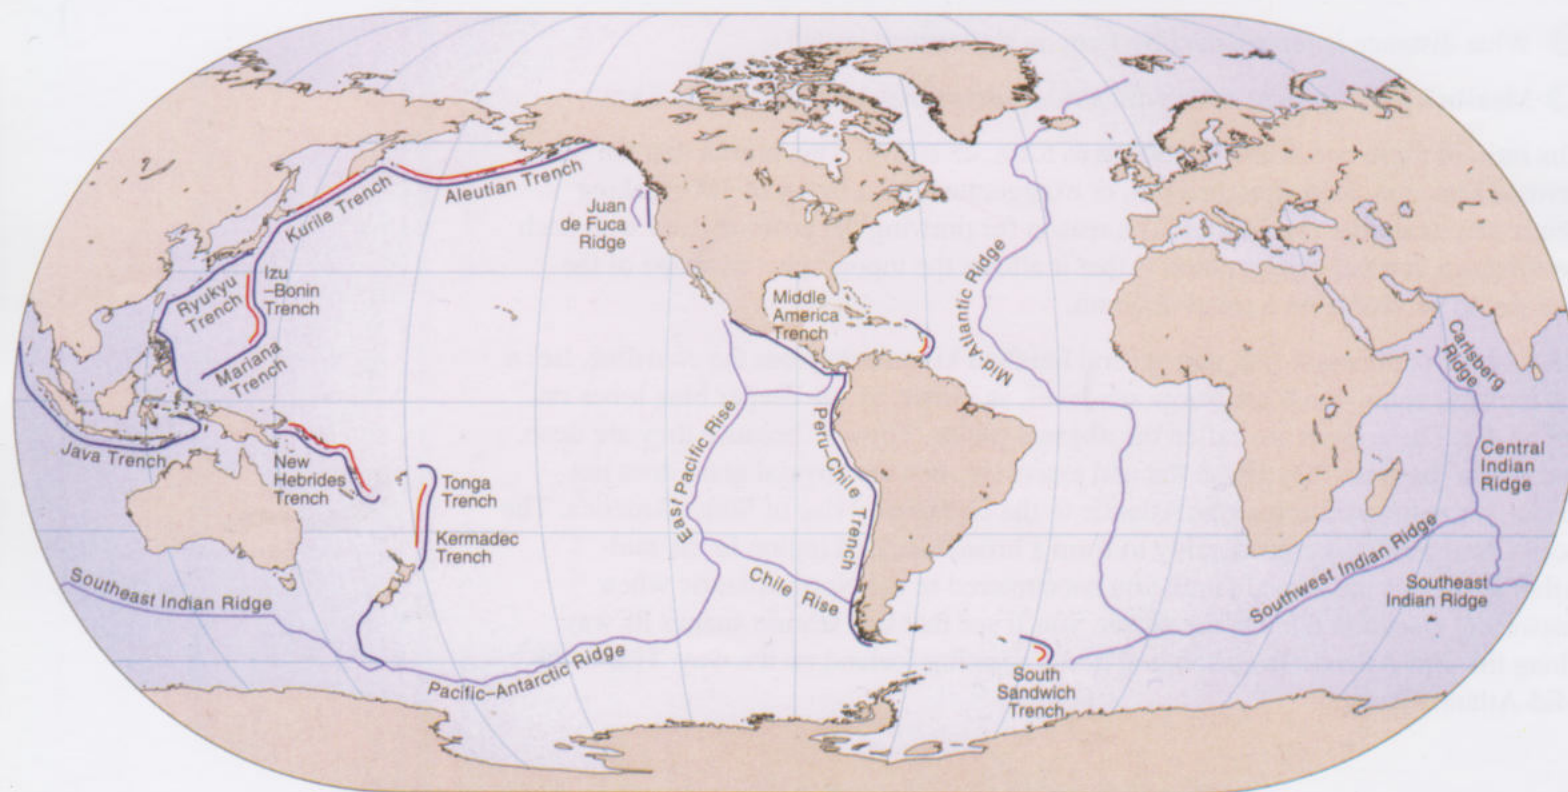 Kurile Trench
Aleutian Trench
Juan
de Fuca
Ridge
Ryukyu
Trench
Izu
–Bonin
Trench
Mariana
Trench
Middle
America
Trench
Mid-Atlantic Ridge
Carlsberg
Ridge
Java Trench
New
Hebrides
Trench
Tonga
Trench
Kermadec
Trench
East Pacific Rise
Peru–Chile Trench
Central
Indian
Ridge
Southeast Indian Ridge
Chile Rise
Southwest Indian Ridge
Southeast
Indian Ridge
Pacific–Antarctic Ridge
South
Sandwich
Trench